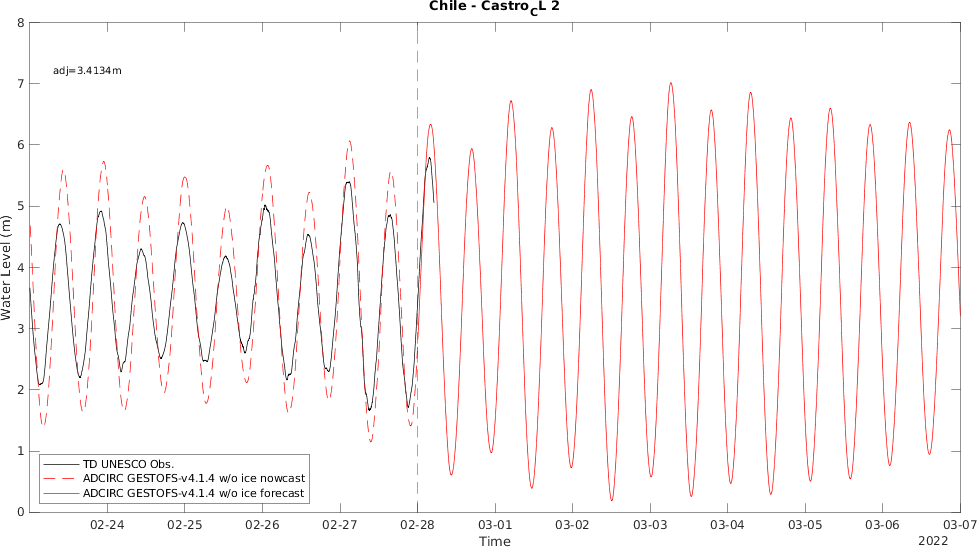 Chile - Castro_CL 2
8
adj=3.4134m
7
6
5
4
3
2
1
0
Water Level (m)
TD UNESCO Obs.
ADCIRC GESTOFS-v4.1.4 w/o ice nowcast
ADCIRC GESTOFS-v4.1.4 w/o ice forecast
02-24 02-25 02-26 02-27 02-28 03-01 03-02 03-03 03-04 03-05 03-06 03-07
Time
2022